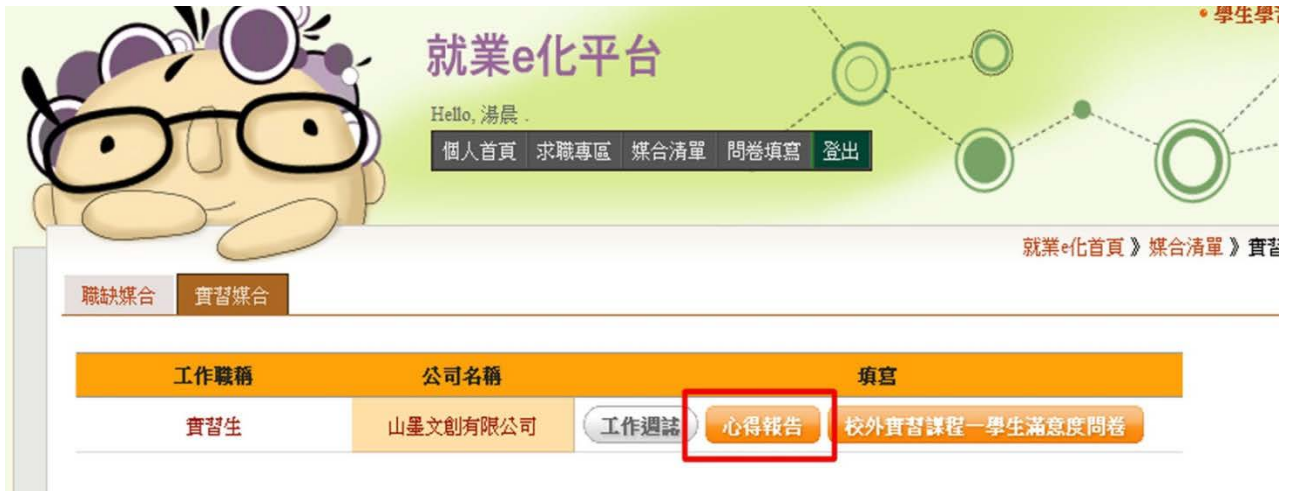 • 學生學
就業e化平台
Hello, 湯晨 .
個人首頁 求職專區 媒合清單 問卷填寫 登出
就業e化首頁 》 媒合清單 》 實習
職缺媒合 實習媒合
工作職稱 公司名稱 填寫
實習生 山墨文創有限公司 工作週誌 心得報告 校外實習課程—學生滿意度問卷